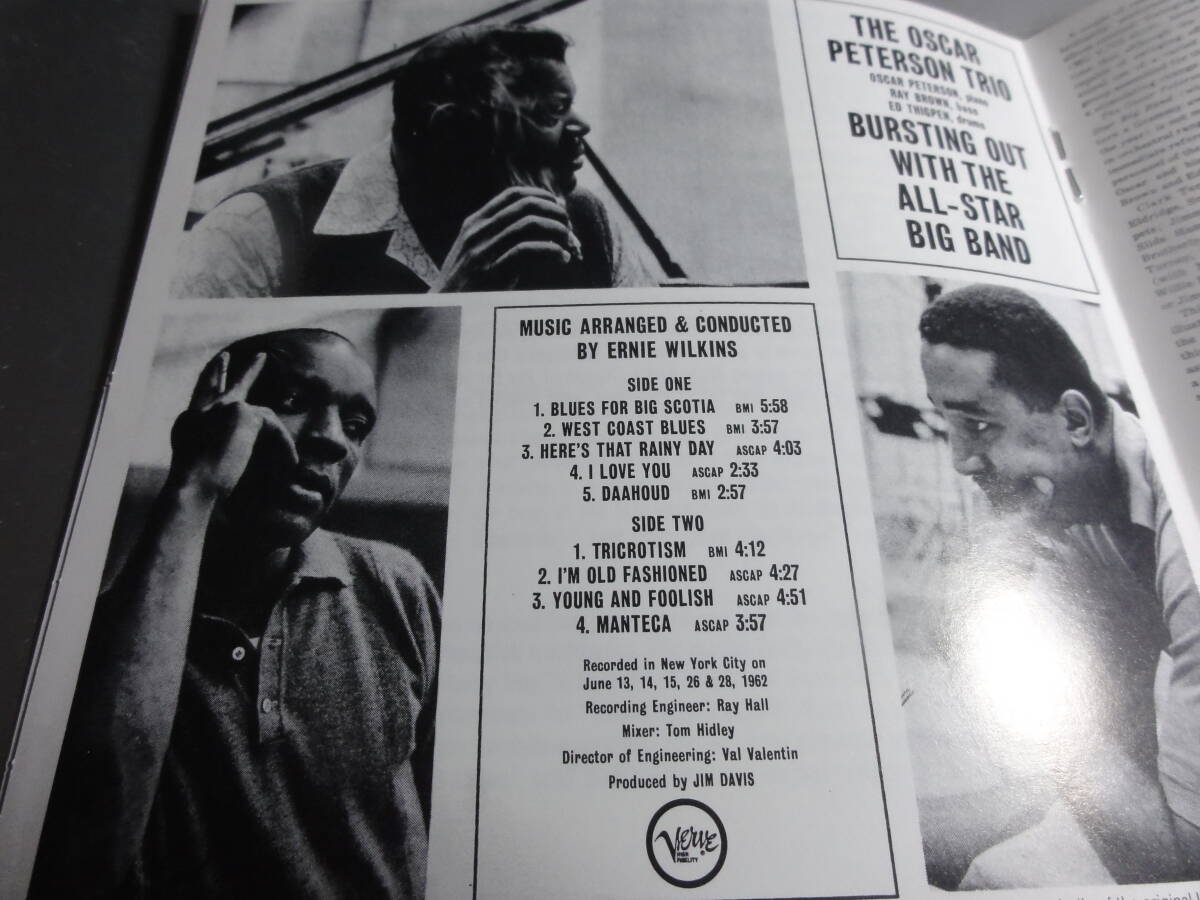 THE OSCAR
PETERSON TRIO
OSCAR PETERSON, piano
RAY BROWN, bass
ED THIGPEN, drums
BURSTING OUT
WITH THE
ALL-STAR
BIG BAND
MUSIC ARRANGED & CONDUCTED
BY ERNIE WILKINS
SIDE ONE
1. BLUES FOR BIG SCOTIA BMI 5:58
2. WEST COAST BLUES BMI 3:57
3. HERE'S THAT RAINY DAY ASCAP 4:03
4. I LOVE YOU ASCAP 2:33
5. DAAHOUD BMI 2:57
SIDE TWO
1. TRICROTISM BMI 4:12
2. I'M OLD FASHIONED ASCAP 4:27
3. YOUNG AND FOOLISH ASCAP 4:51
4. MANTECA ASCAP 3:57
Recorded in New York City on
June 13, 14, 15, 26 & 28, 1962
Recording Engineer: Ray Hall
Mixer: Tom Hidley
Director of Engineering: Val Valentin
Produced by JIM DAVIS
Verve
HIGH
FIDELITY
of the original